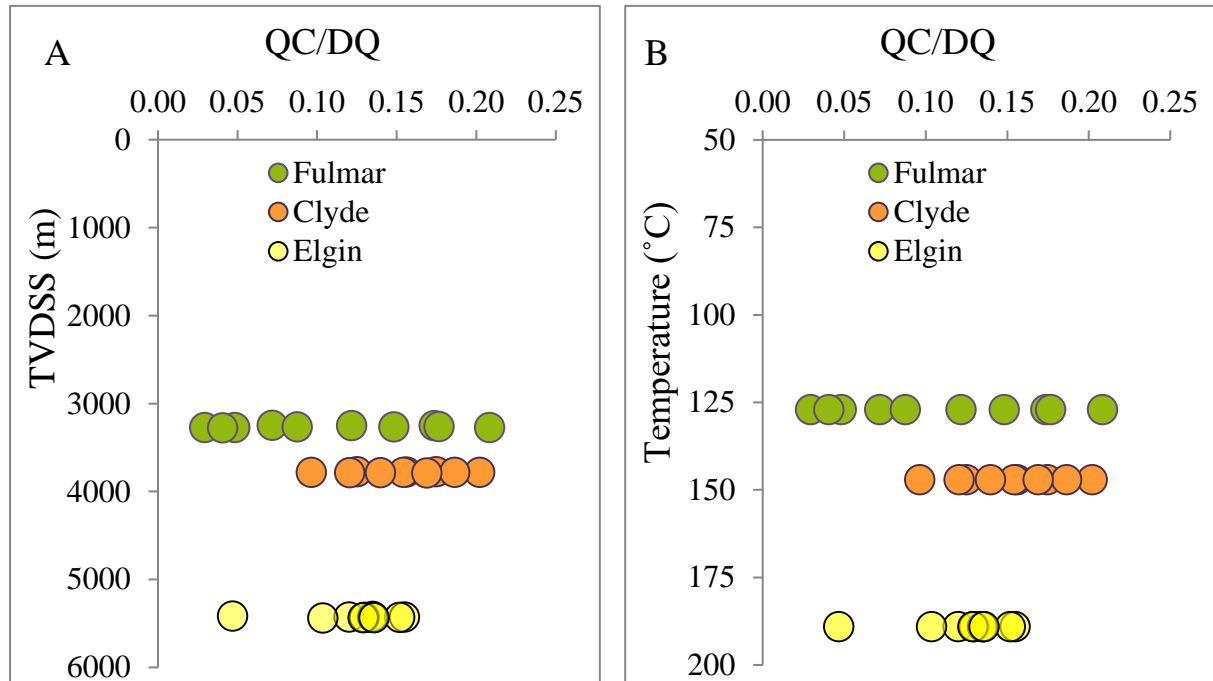 A
QC/DQ
0.00 0.05 0.10 0.15 0.20 0.25
0
1000
2000
3000
4000
5000
6000
TVDSS (m)
Fulmar
Clyde
Elgin
B
QC/DQ
0.00 0.05 0.10 0.15 0.20 0.25
50
75
100
125
150
175
200
Temperature (˚C)
Fulmar
Clyde
Elgin